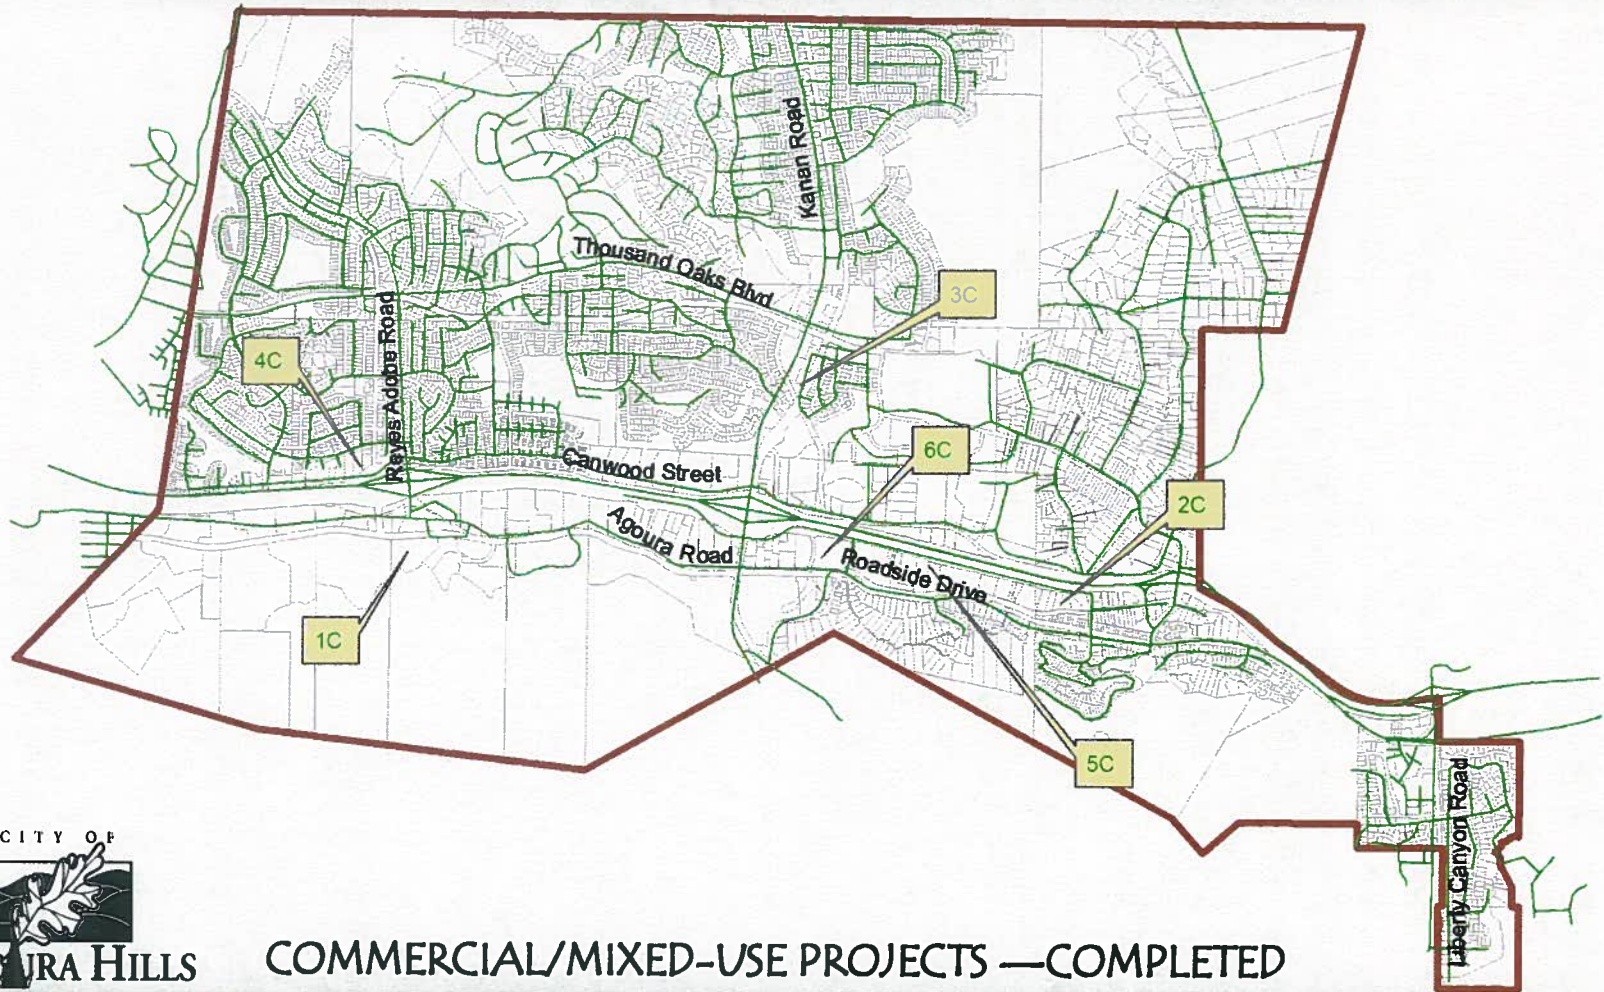 Kanan Road
Thousand Oaks Blvd
3C
Reyes Adobe Road
4C
6C
Canwood Street
2C
Agoura Road
Roadside Drive
1C
5C
Liberty Canyon Road
CITY OF
URA HILLS
COMMERCIAL/MIXED-USE PROJECTS —COMPLETED